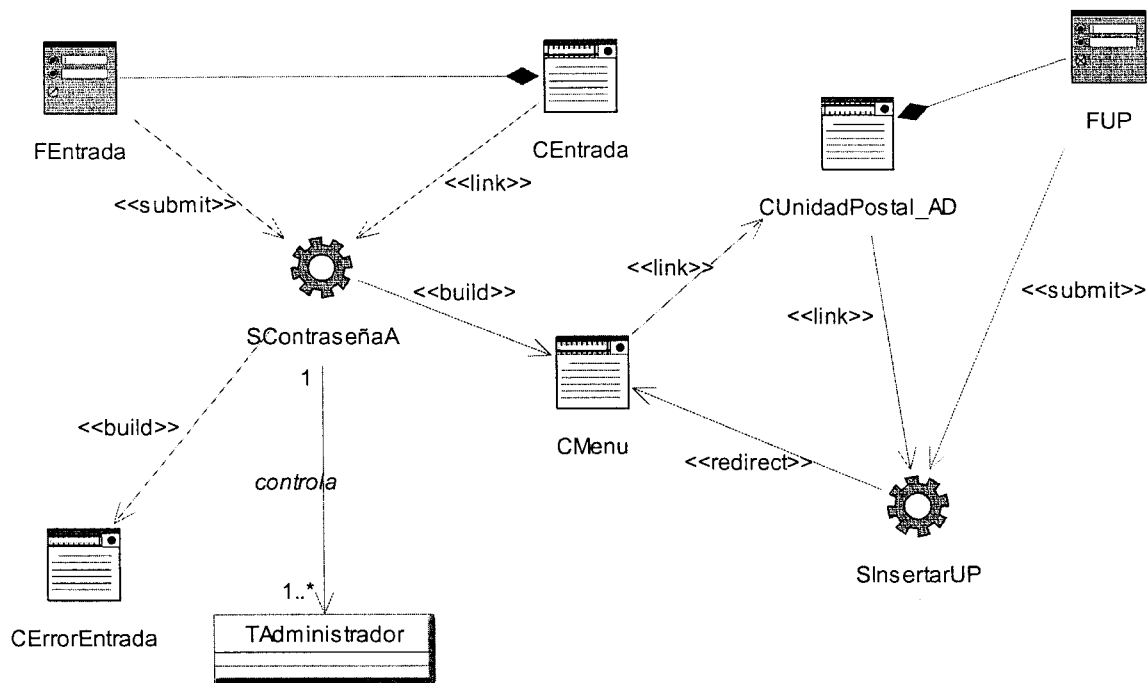 FEntrada
CEntrada
FUP
<<submit>>
<<link>>
CUnidadPostal_AD
<<link>>
<<build>>
<<link>>
<<submit>>
SContraseñaA
1
<<build>>
CMenu
<<redirect>>
controla
SInsertarUP
1..*
CErrorEntrada
TAdministrador